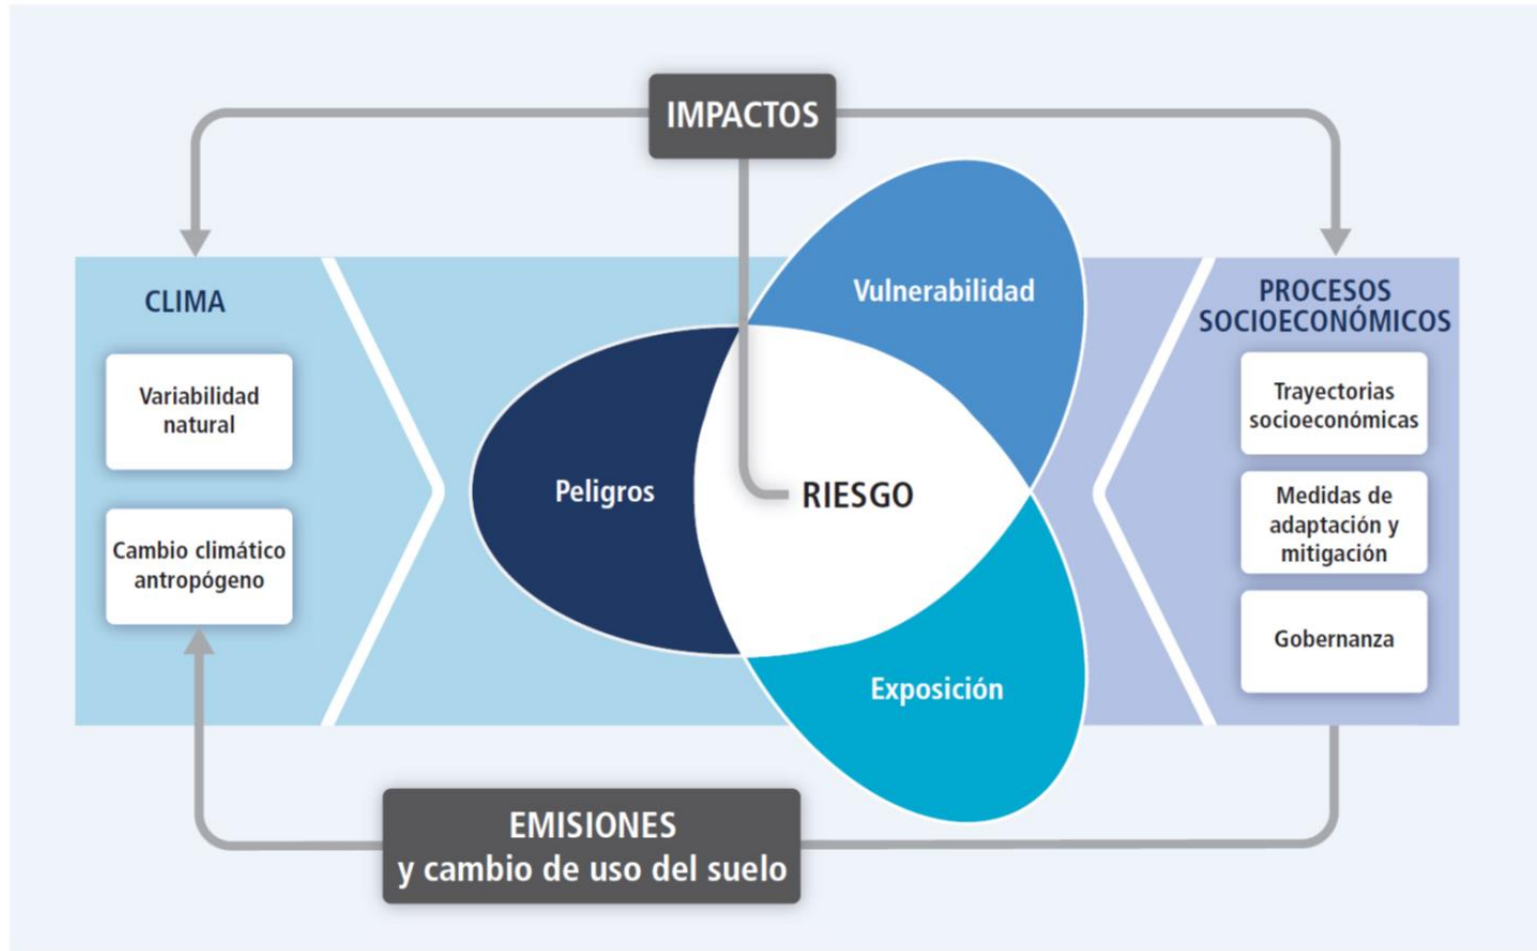 IMPACTOS
CLIMA
Variabilidad
natural
Cambio climático
antropógeno
Vulnerabilidad
Peligros
RIESGO
Exposición
PROCESOS
SOCIOECONÓMICOS
Trayectorias
socioeconómicas
Medidas de
adaptación y
mitigación
Gobernanza
EMISIONES
y cambio de uso del suelo